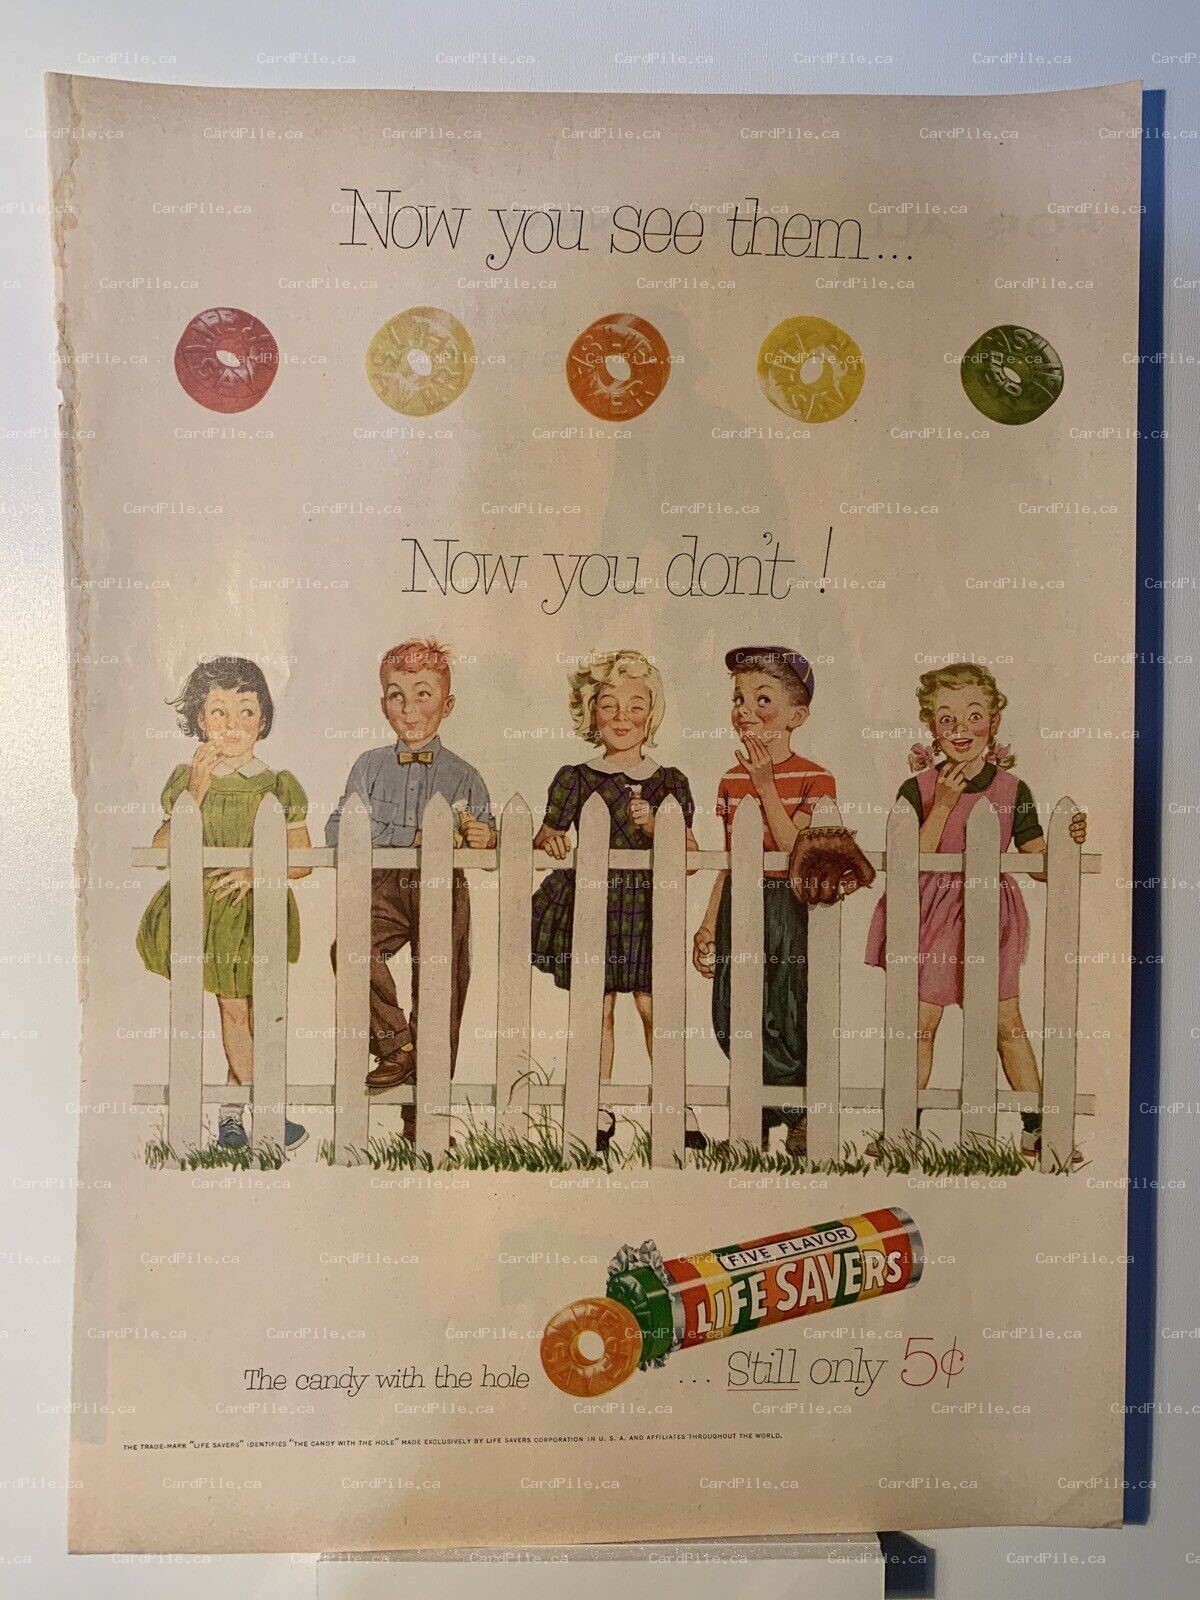 Now you see them...
Now you don't!
FIVE FLAVOR
LIFE SAVERS
The candy with the hole ... Still only 5¢
THE TRADE-MARK "LIFE SAVERS" IDENTIFIES "THE CANDY WITH THE HOLE" MADE EXCLUSIVELY BY LIFE SAVERS CORPORATION IN U. S. A. AND AFFILIATES THROUGHOUT THE WORLD.
CardPile.ca